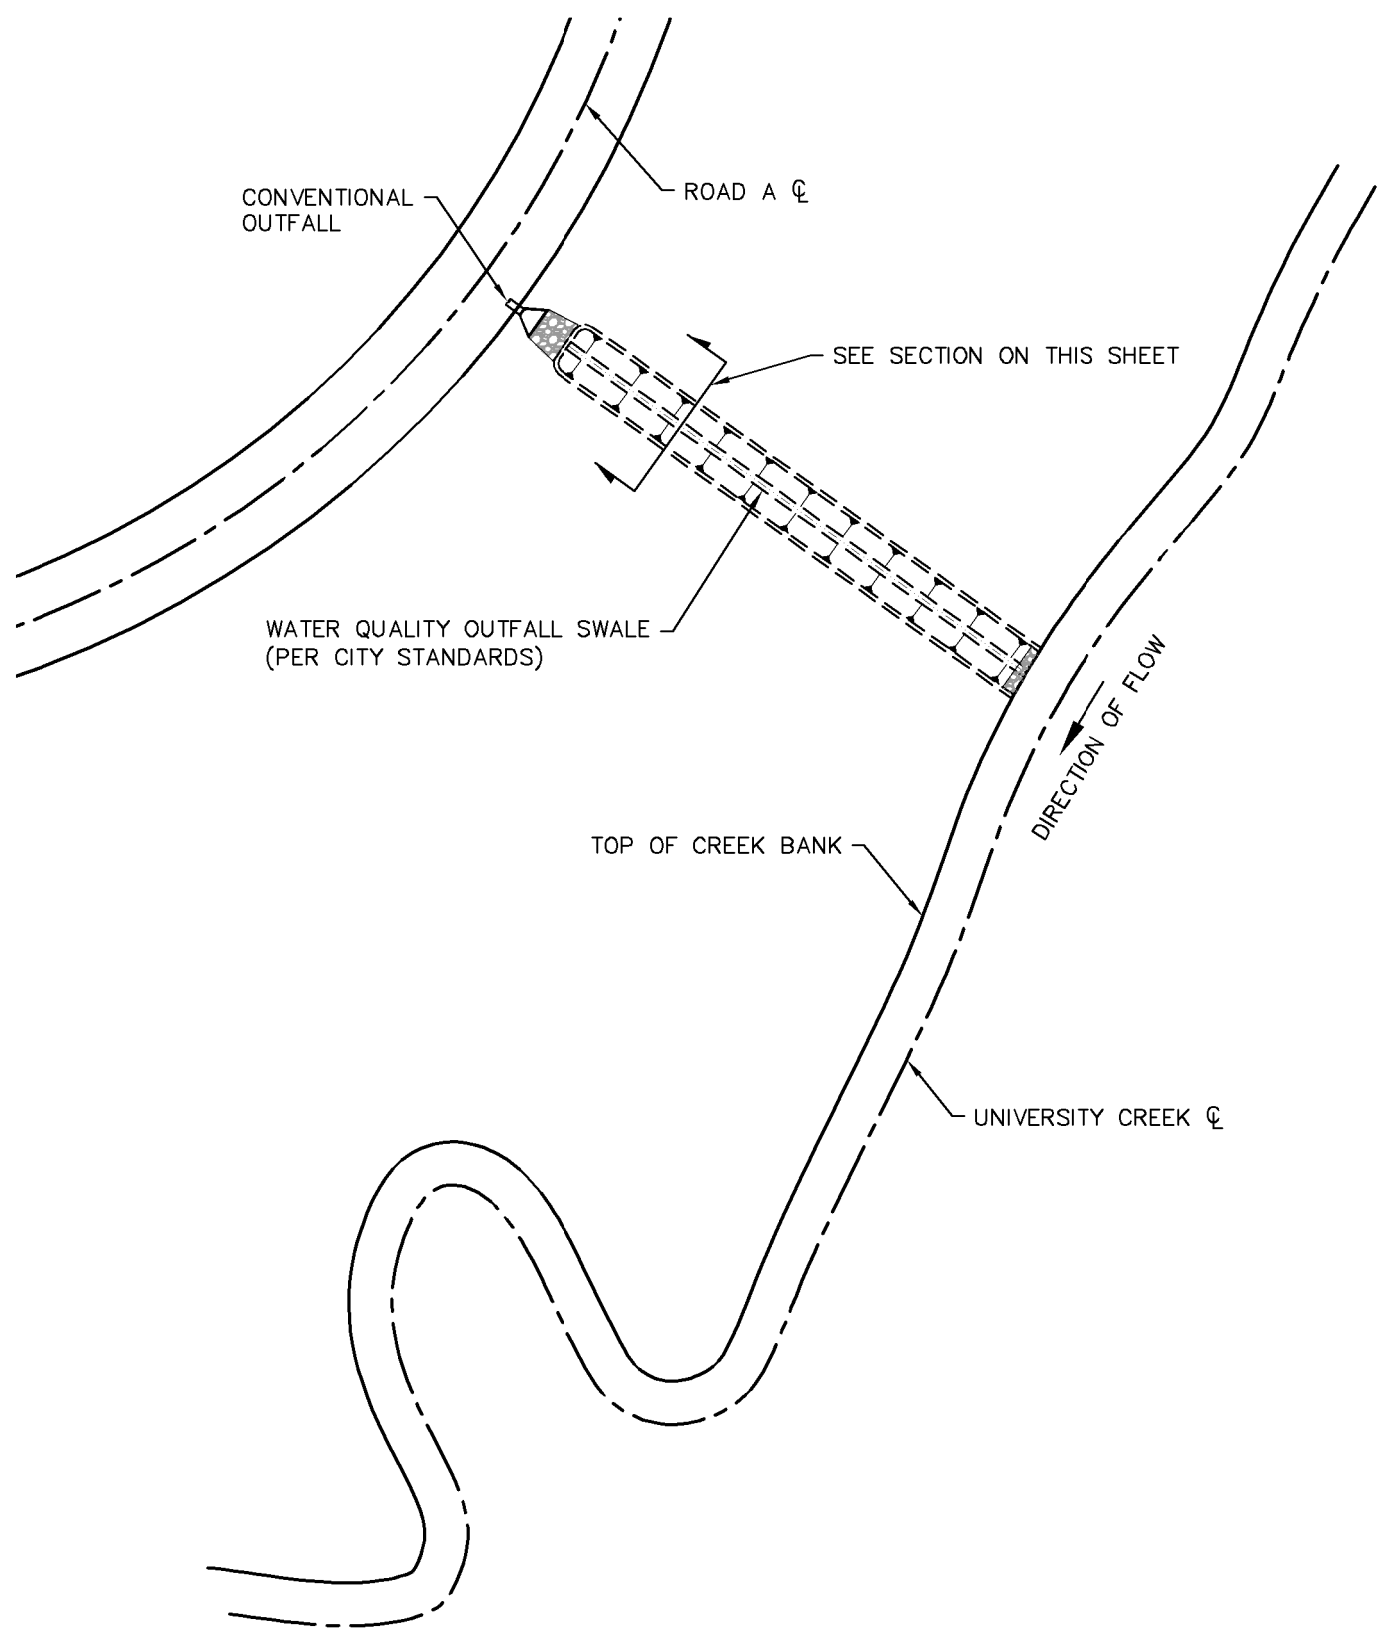 ROAD A ℄
CONVENTIONAL
OUTFALL
SEE SECTION ON THIS SHEET
WATER QUALITY OUTFALL SWALE
(PER CITY STANDARDS)
DIRECTION OF FLOW
TOP OF CREEK BANK
UNIVERSITY CREEK ℄